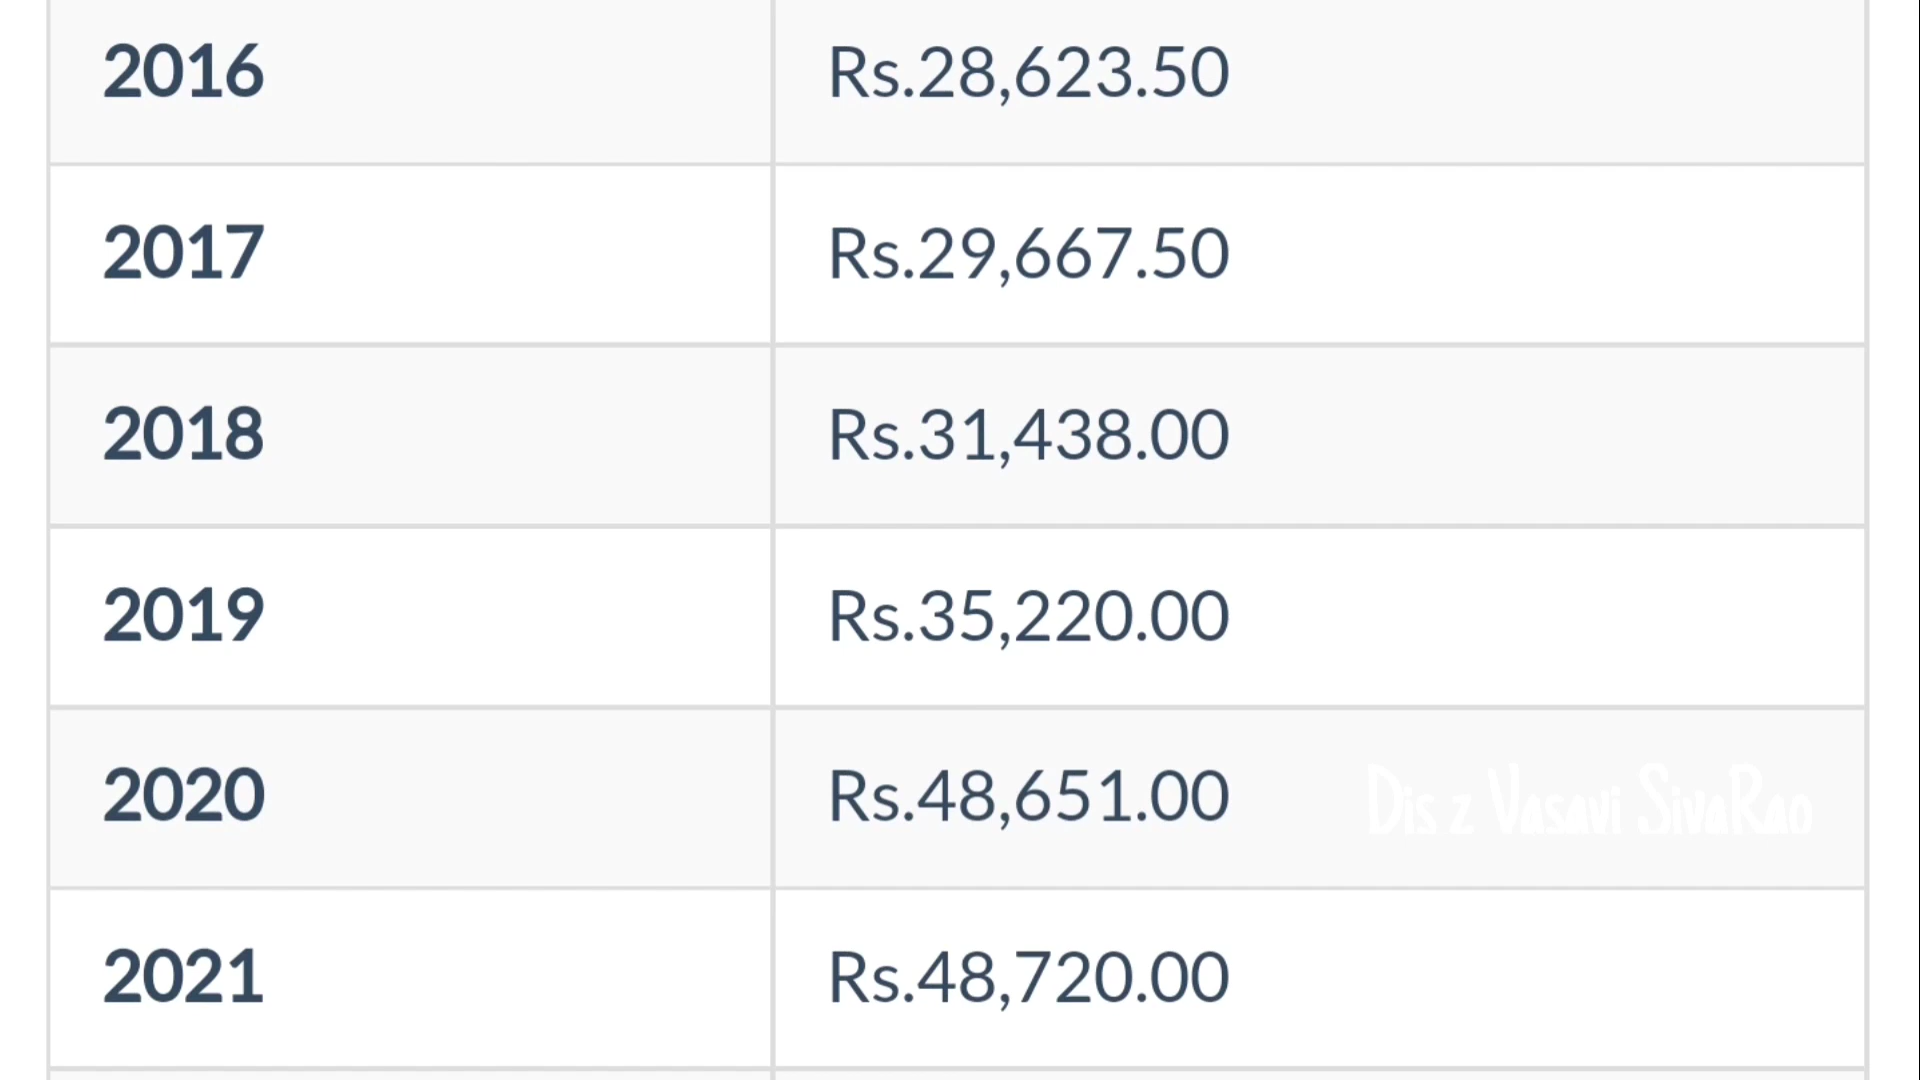 2016 Rs.28,623.50
2017 Rs.29,667.50
2018 Rs.31,438.00
2019 Rs.35,220.00
2020 Rs.48,651.00 Dis z Vasavi SivaRao
2021 Rs.48,720.00